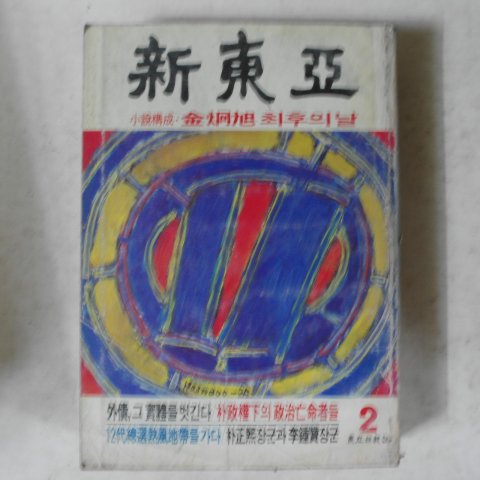 新東亞
小說構成· 金炯旭 최후의 날
外債, 그 實體를 벗긴다 朴政權下의 政治亡命者들
12代總選熱風地帶를 가다 朴正熙장군과 李鍾贊장군
2